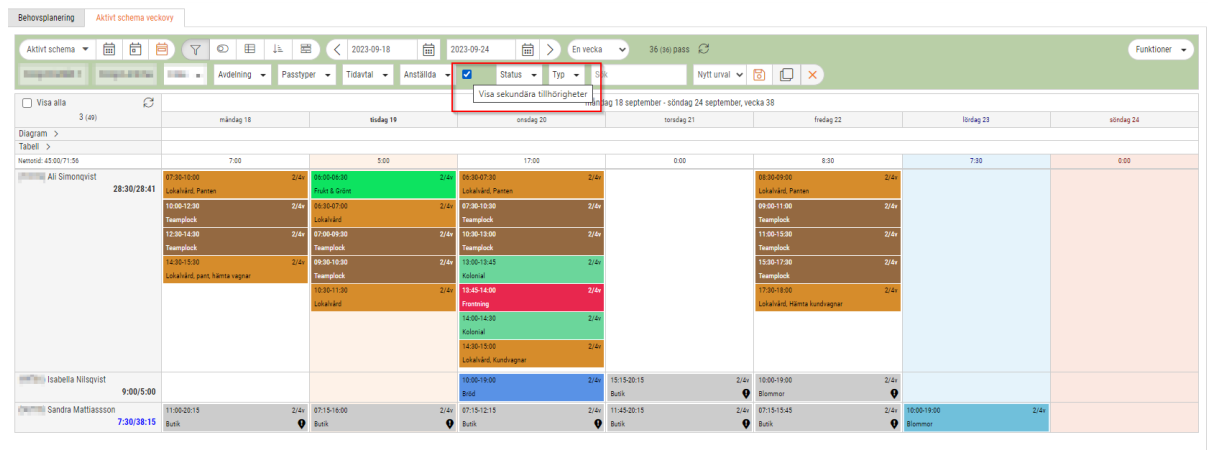 Behovsplanering Aktivt schema veckovy
Aktivt schema 2023-09-18 2023-09-24 En vecka 36 (36) pass Funktioner
Avdelning Passtyper Tidavtal Anställda Status Typ Sök Nytt urval
Visa sekundära tillhörigheter
Visa alla måndag 18 september - söndag 24 september, vecka 38
3 (49) måndag 18 tisdag 19 onsdag 20 torsdag 21 fredag 22 lördag 23 söndag 24
Diagram >
Tabell >
Nettotid: 45:00/71:56 7:00 5:00 17:00 0:00 8:30 7:30 0:00
Ali Simonqvist 07:30-10:00 2/4v 06:00-06:30 2/4v 06:30-07:30 2/4v 08:30-09:00 2/4v
28:30/28:41 Lokalvård, Panten Frukt & Grönt Lokalvård, Panten Lokalvård, Panten
10:00-12:30 2/4v 06:30-07:00 2/4v 07:30-10:30 2/4v 09:00-11:00 2/4v
Teamplock Lokalvård Teamplock Teamplock
12:30-14:30 2/4v 07:00-09:30 2/4v 10:30-13:00 2/4v 11:00-15:30 2/4v
Teamplock Teamplock Teamplock Teamplock
14:30-15:30 2/4v 09:30-10:30 2/4v 13:00-13:45 2/4v 15:30-17:30 2/4v
Lokalvård, pant, hämta vagnar Teamplock Kolonial Teamplock
10:30-11:30 2/4v 13:45-14:00 2/4v 17:30-18:00 2/4v
Lokalvård Frontning Lokalvård, Hämta kundvagnar
14:00-14:30 2/4v
Kolonial
14:30-15:00 2/4v
Lokalvård, Kundvagnar
Isabella Nilsqvist 10:00-19:00 2/4v 15:15-20:15 2/4v 10:00-19:00 2/4v
9:00/5:00 Bröd Butik Blommor
Sandra Mattiassson 11:00-20:15 2/4v 07:15-16:00 2/4v 07:15-12:15 2/4v 11:45-20:15 2/4v 07:15-15:45 2/4v 10:00-19:00 2/4v
7:30/38:15 Butik Butik Butik Butik Butik Blommor